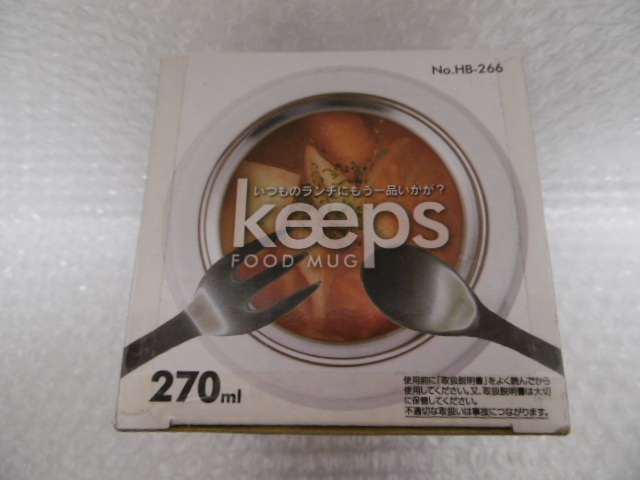 No.HB-266
いつものランチにもう一品いかが？
keeps
FOOD MUG
270ml
使用前に「取扱説明書」をよく読んでから
使用してください。又、取扱説明書は大切
に保管してください。
不適切な取扱いは事故につながります。